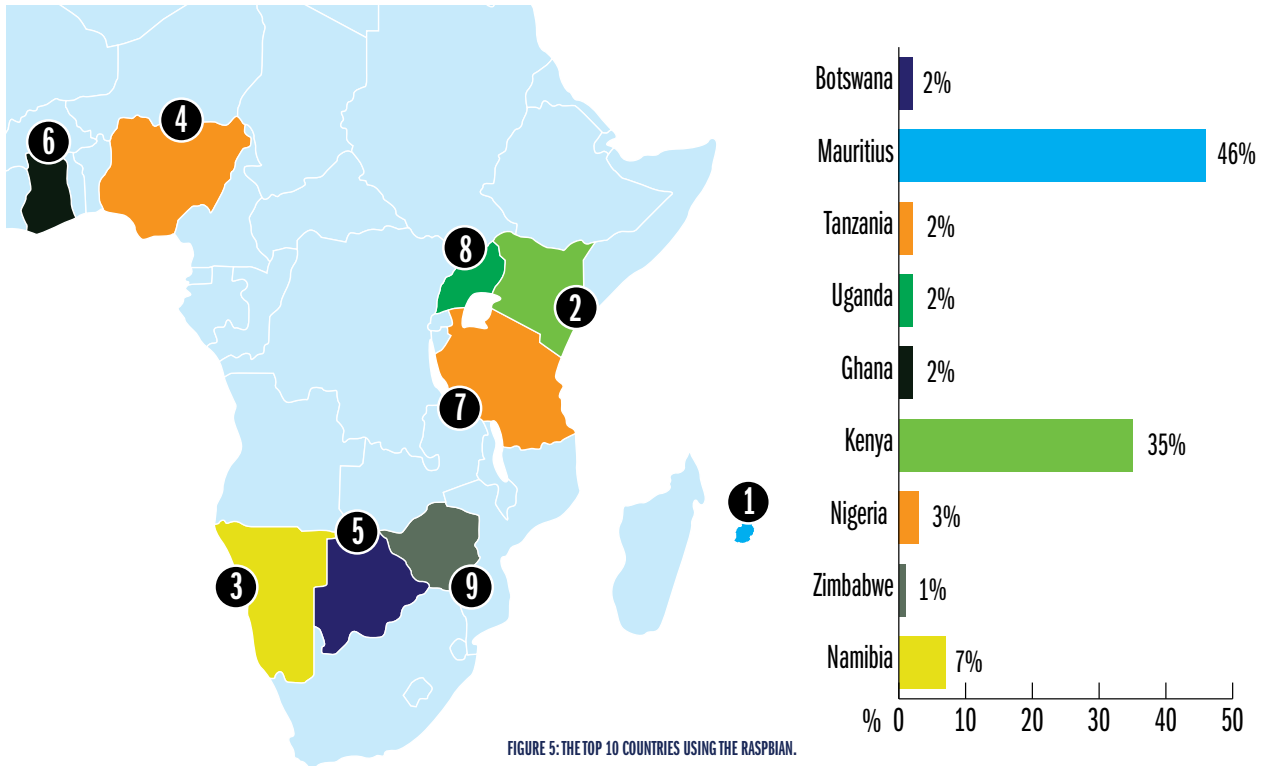 4
6
8
2
7
1
5
3
9
Botswana 2%
Mauritius 46%
Tanzania 2%
Uganda 2%
Ghana 2%
Kenya 35%
Nigeria 3%
Zimbabwe 1%
Namibia 7%
% 0 10 20 30 40 50
FIGURE 5: THE TOP 10 COUNTRIES USING THE RASPBIAN.